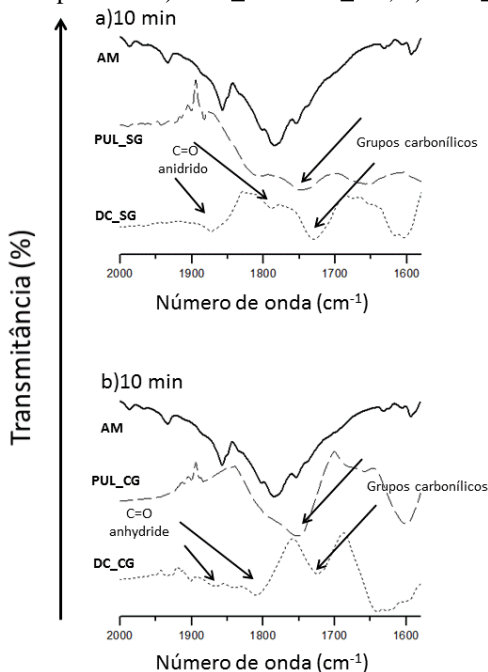 a)10 min
AM
PUL_SG
C=O
anidrido
Grupos carbonílicos
DC_SG
2000 1900 1800 1700 1600
Número de onda (cm-1)
Transmitância (%)
b)10 min
AM
PUL_CG
C=O
anhydride
Grupos carbonílicos
DC_CG
2000 1900 1800 1700 1600
Número de onda (cm-1)